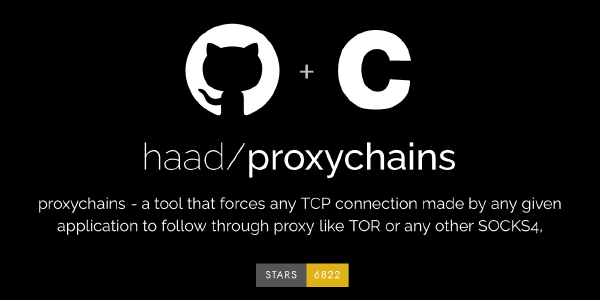 + C
haad/proxychains
proxychains - a tool that forces any TCP connection made by any given
application to follow through proxy like TOR or any other SOCKS4,
STARS 6822